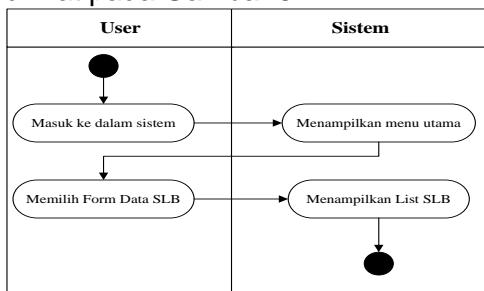 User Sistem
Masuk ke dalam sistem Menampilkan menu utama
Memilih Form Data SLB Menampilkan List SLB